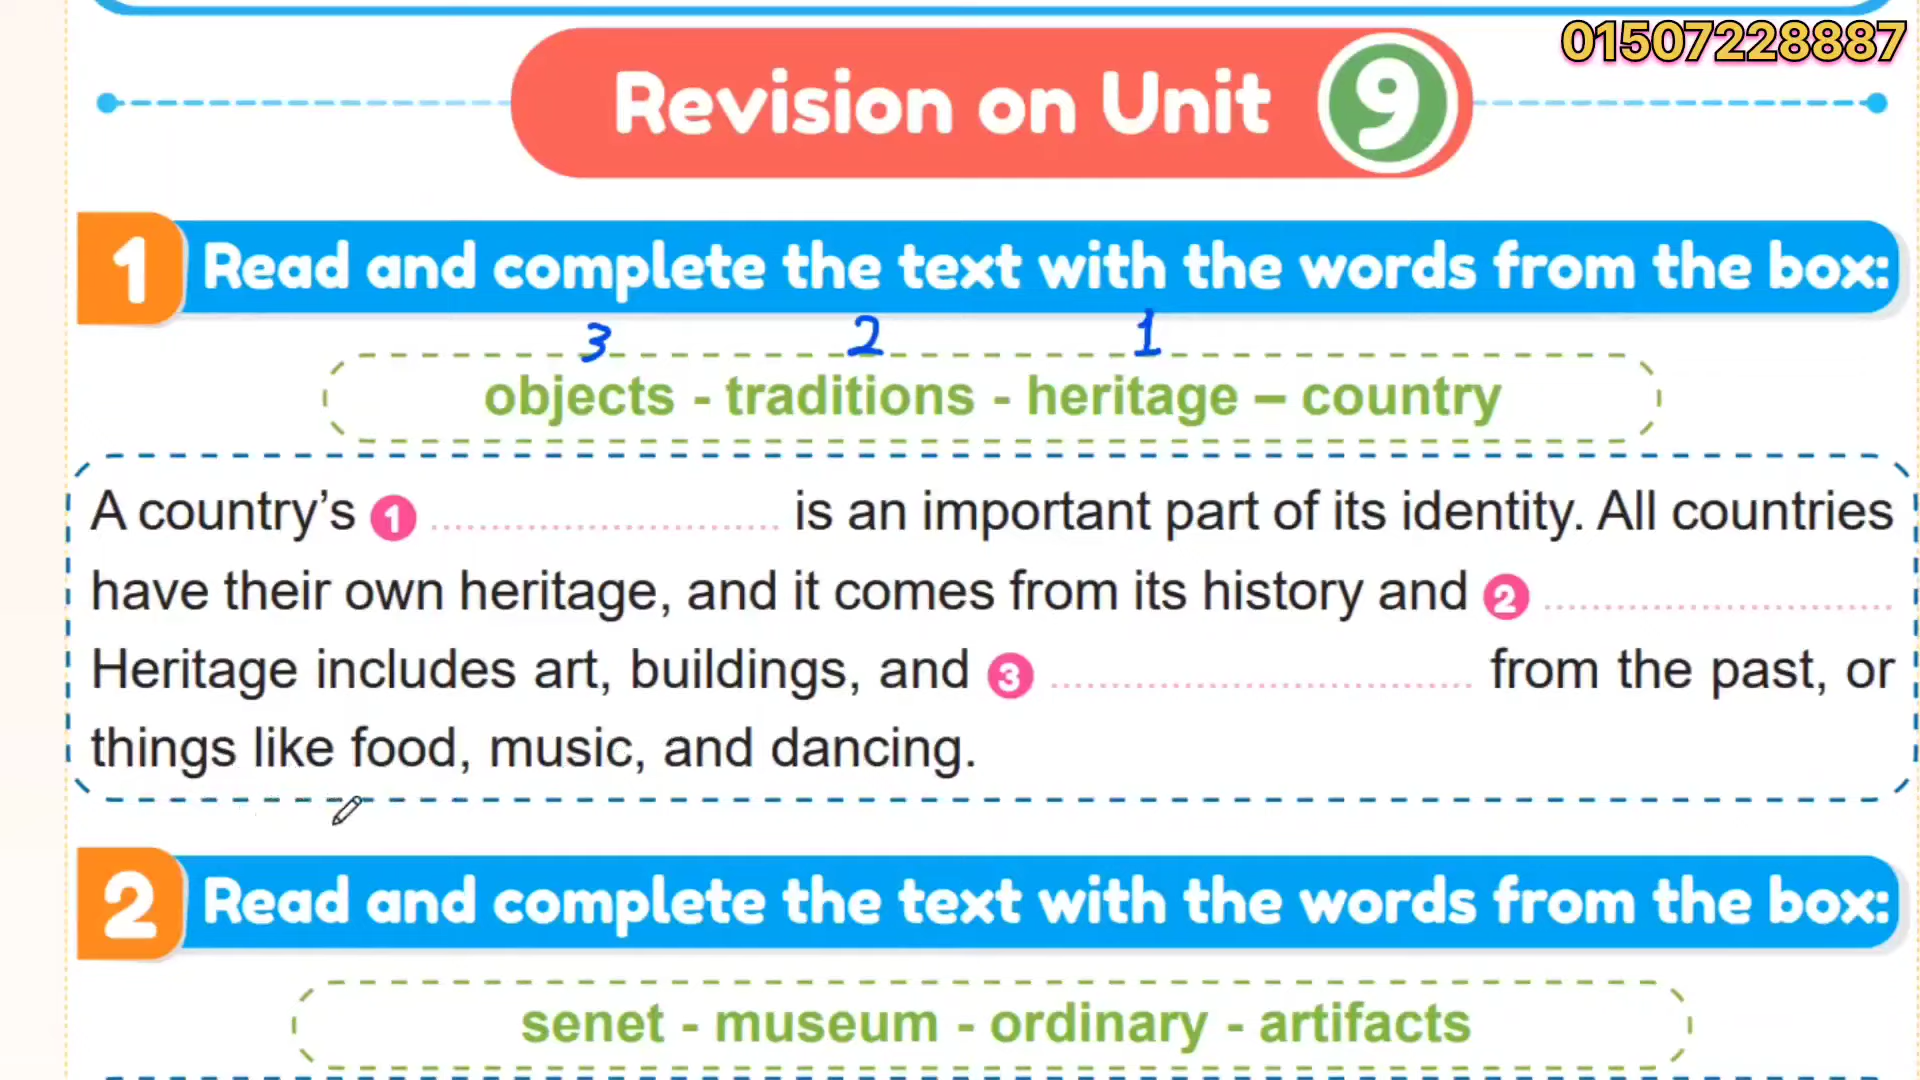 01507228887
Revision on Unit 9
1 Read and complete the text with the words from the box:
3 2 1
objects - traditions - heritage – country
A country’s 1 .............................. is an important part of its identity. All countries
have their own heritage, and it comes from its history and 2 ..............................
Heritage includes art, buildings, and 3 .............................. from the past, or
things like food, music, and dancing.
2 Read and complete the text with the words from the box:
senet - museum - ordinary - artifacts